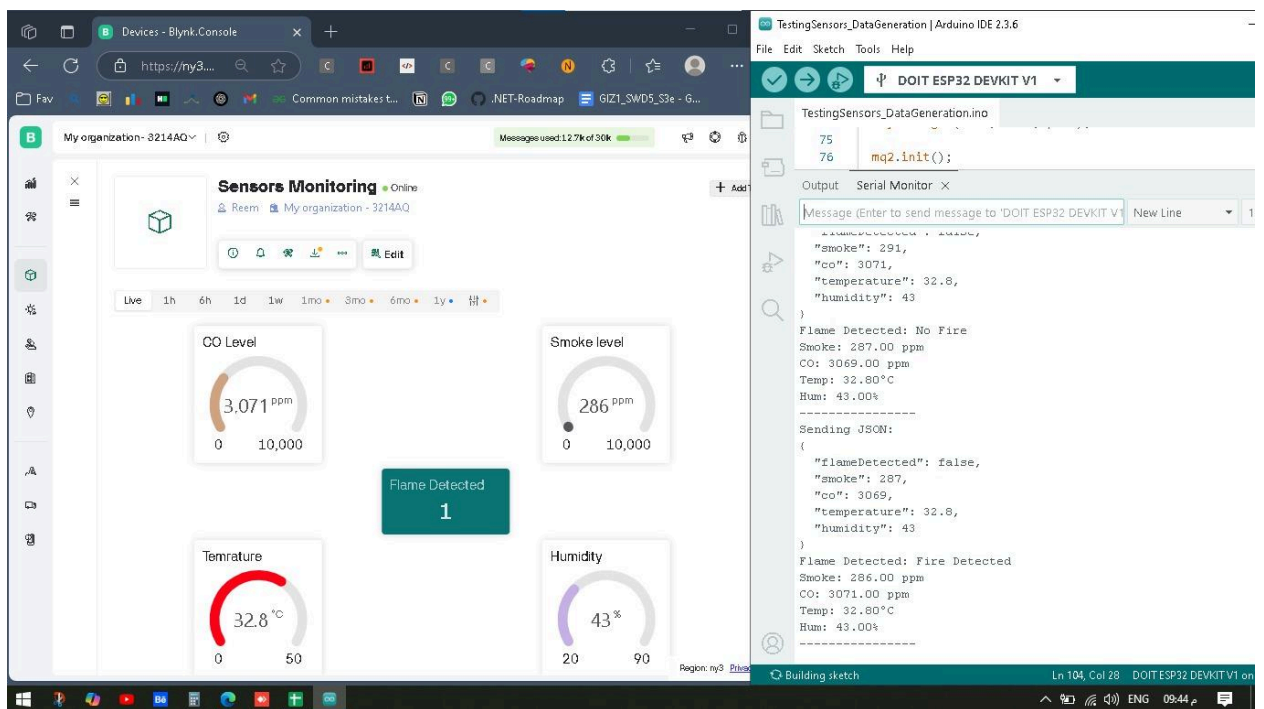 Devices - Blynk.Console
https://ny3....
Fav
Common mistakes t...
.NET-Roadmap
GIZ1_SWD5_S3e - G...
B
My organization - 3214AQ
Messages used: 12.7k of 30k
Sensors Monitoring
Online
Reem
My organization - 3214AQ
+ Add
Edit
Live 1h 6h 1d 1w 1mo 3mo 6mo 1y
CO Level
3,071 ppm
0 10,000
Smoke level
286 ppm
0 10,000
Flame Detected
1
Temrature
32.8 °C
0 50
Humidity
43 %
20 90
Region: ny3
TestingSensors_DataGeneration | Arduino IDE 2.3.6
File Edit Sketch Tools Help
DOIT ESP32 DEVKIT V1
TestingSensors_DataGeneration.ino
75
76 mq2.init();
Output Serial Monitor ×
Message (Enter to send message to 'DOIT ESP32 DEVKIT V1
New Line
"smoke": 291,
"co": 3071,
"temperature": 32.8,
"humidity": 43
}
Flame Detected: No Fire
Smoke: 287.00 ppm
CO: 3069.00 ppm
Temp: 32.80°C
Hum: 43.00%
----------------
Sending JSON:
{
"flameDetected": false,
"smoke": 287,
"co": 3069,
"temperature": 32.8,
"humidity": 43
}
Flame Detected: Fire Detected
Smoke: 286.00 ppm
CO: 3071.00 ppm
Temp: 32.80°C
Hum: 43.00%
----------------
Building sketch
Ln 104, Col 28 DOIT ESP32 DEVKIT V1 on
Bē
ENG
09:44 م